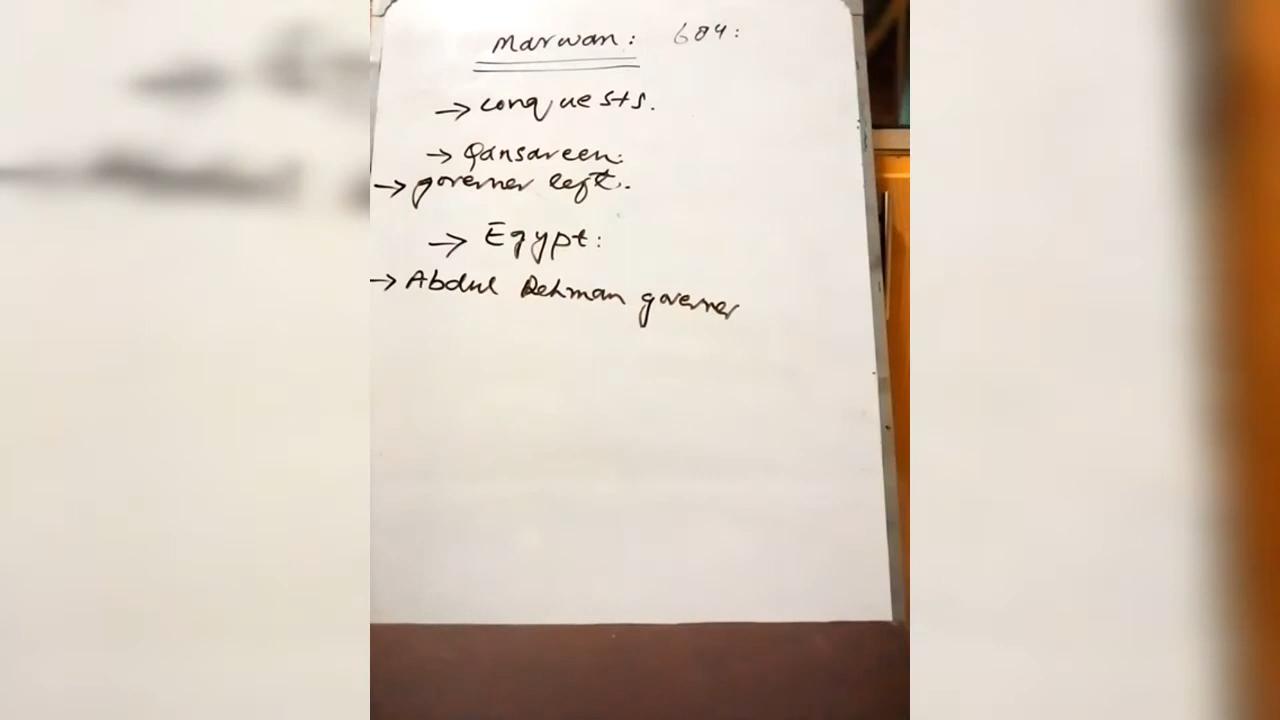 Marwan: 684:
→ conquests.
→ Qansareen:
→ governer left.
→ Egypt:
→ Abdul Rehman governer